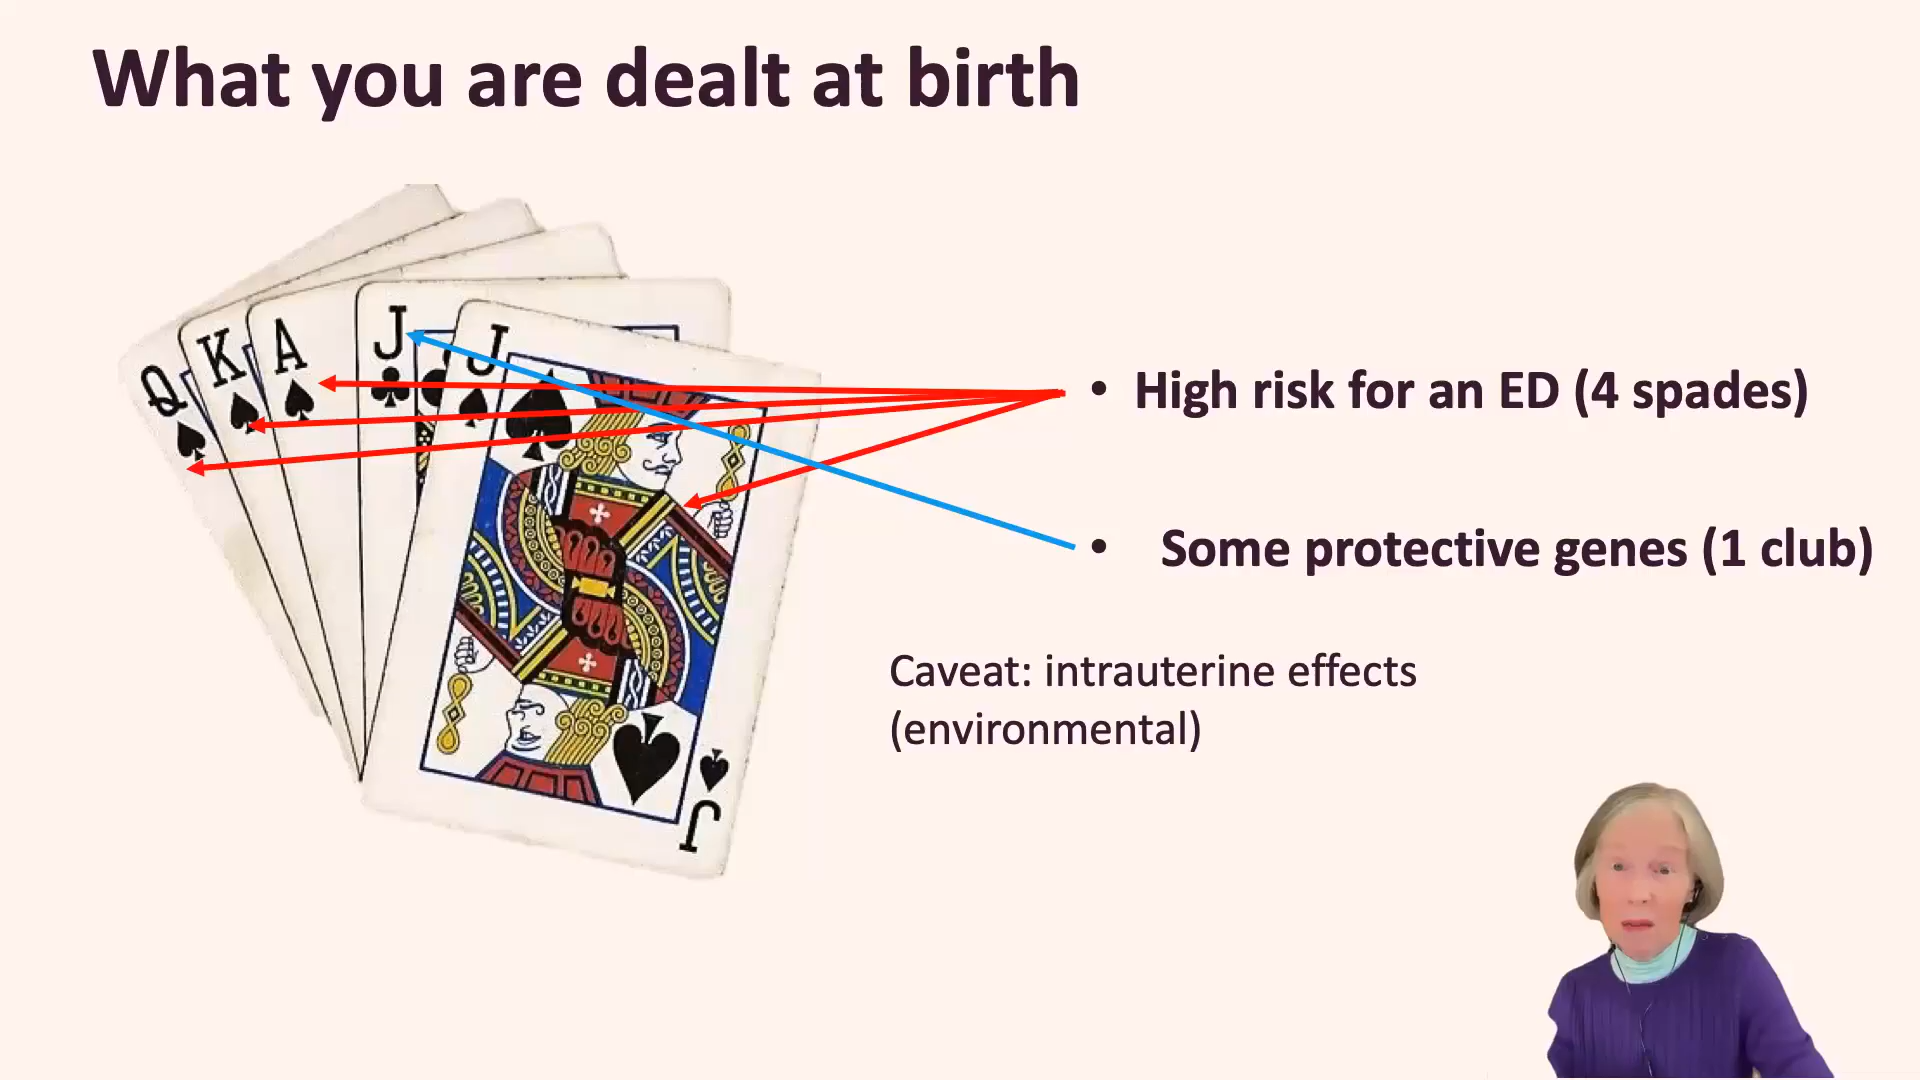 What you are dealt at birth
Q
K
A
J
J
• High risk for an ED (4 spades)
• Some protective genes (1 club)
Caveat: intrauterine effects
(environmental)
J